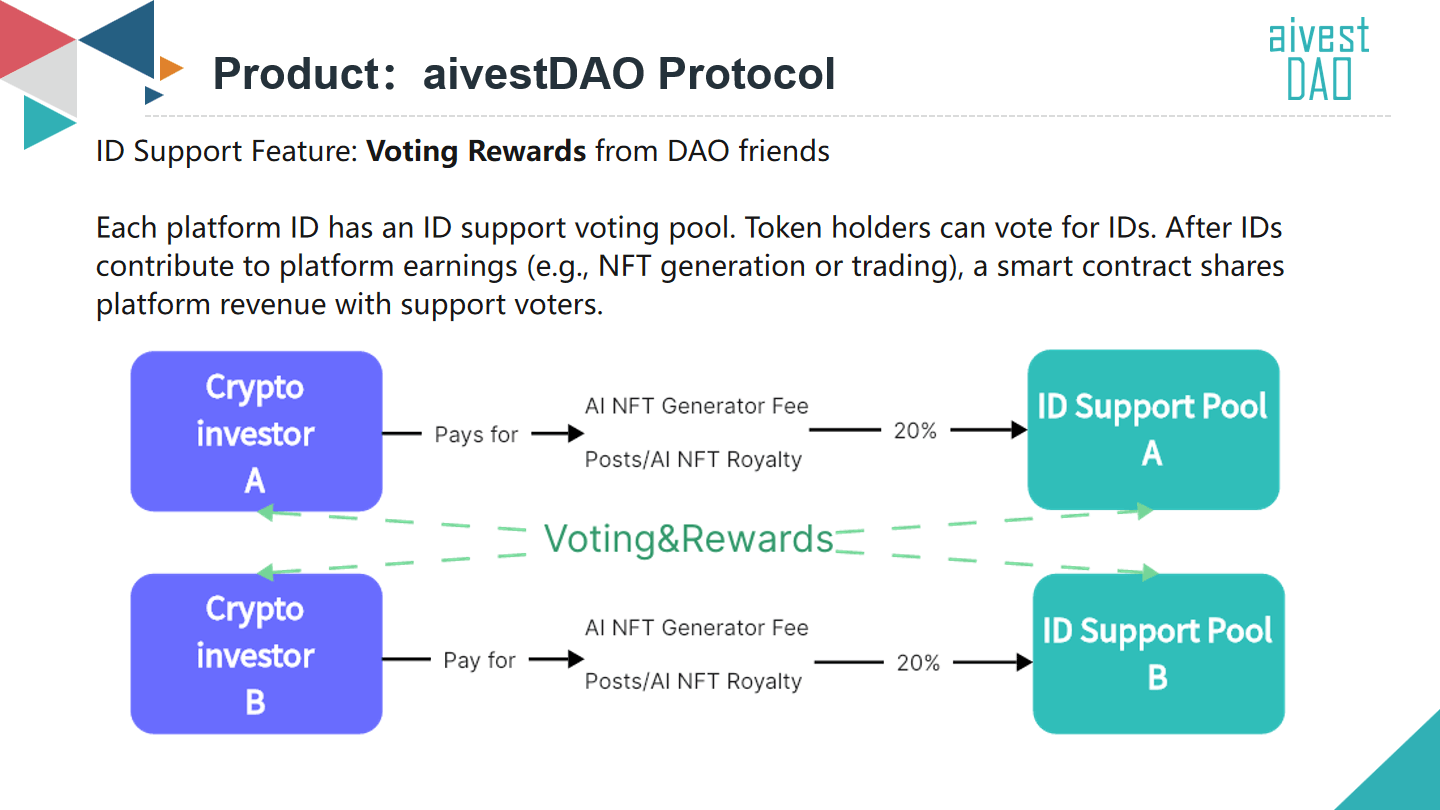 aivest
DAO
Product：aivestDAO Protocol
ID Support Feature: Voting Rewards from DAO friends
Each platform ID has an ID support voting pool. Token holders can vote for IDs. After IDs
contribute to platform earnings (e.g., NFT generation or trading), a smart contract shares
platform revenue with support voters.
Crypto
investor
A
Pays for
AI NFT Generator Fee
Posts/AI NFT Royalty
20%
ID Support Pool
A
Voting&Rewards
Crypto
investor
B
Pay for
AI NFT Generator Fee
Posts/AI NFT Royalty
20%
ID Support Pool
B